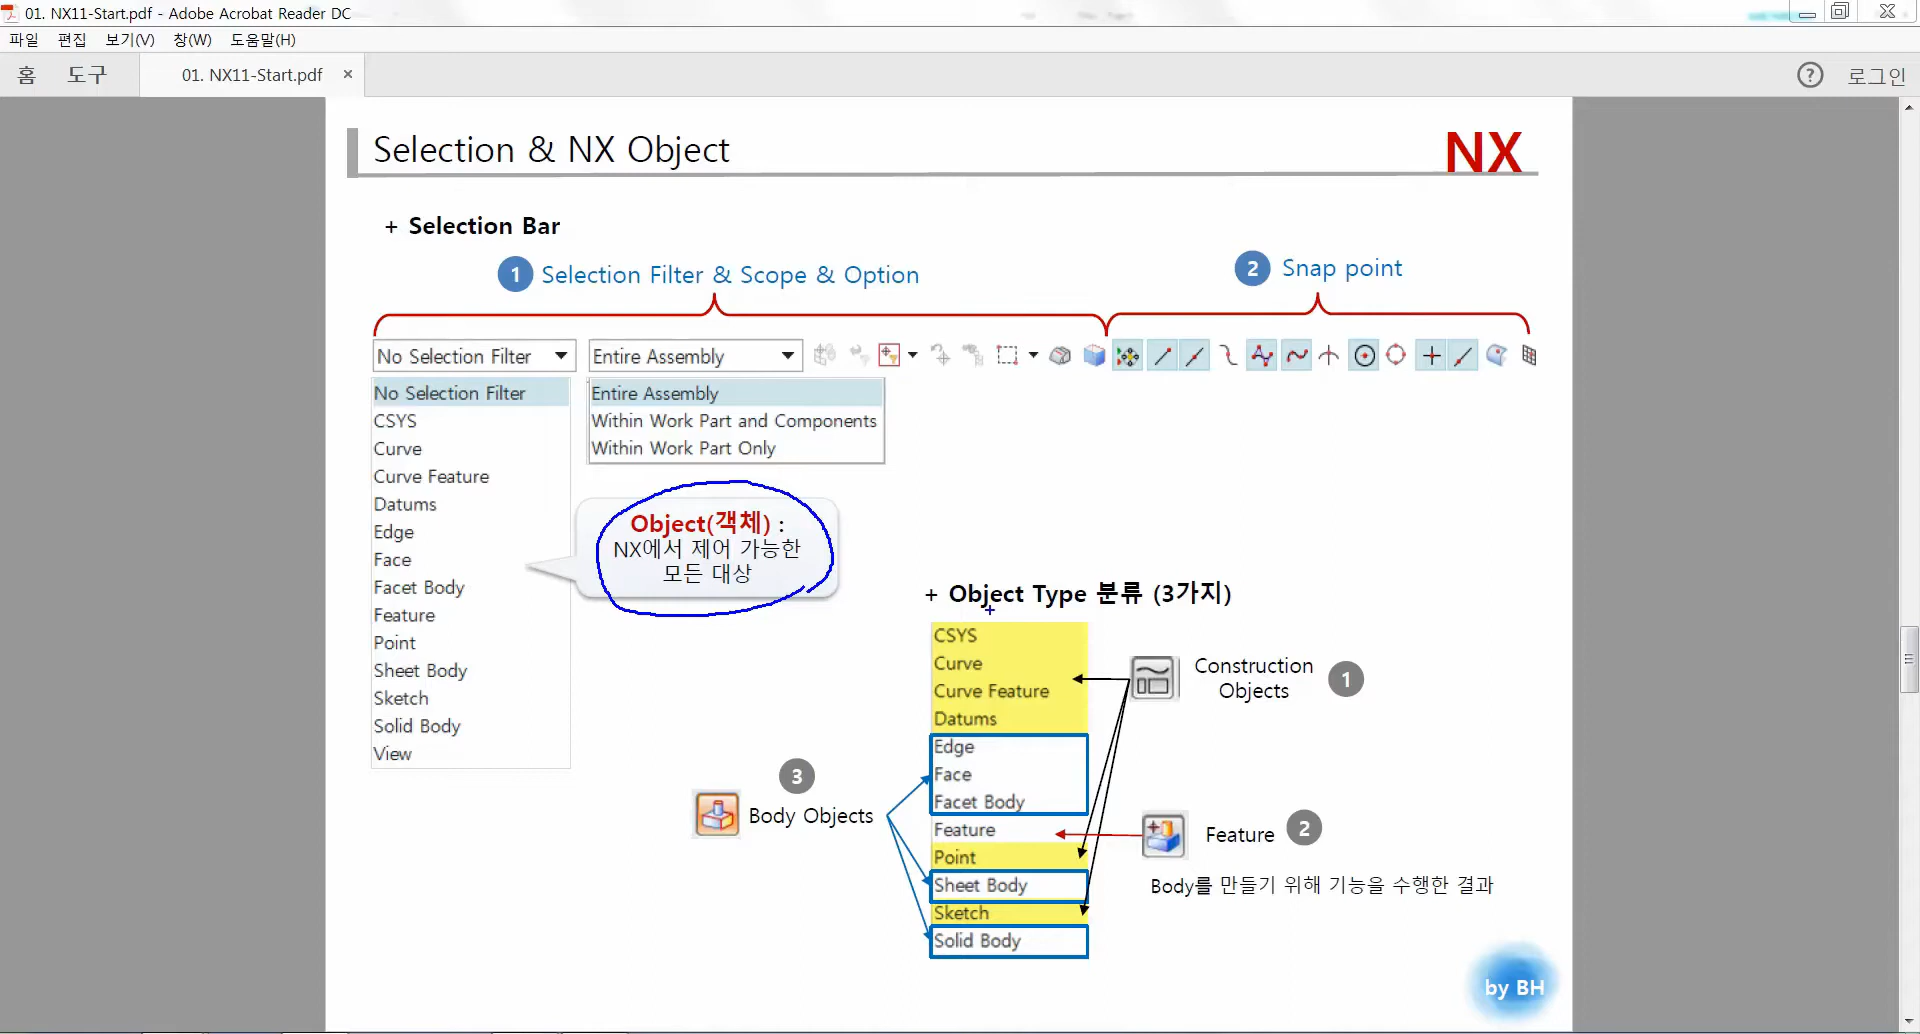 01. NX11-Start.pdf - Adobe Acrobat Reader DC
파일 편집 보기(V) 창(W) 도움말(H)
홈 도구 01. NX11-Start.pdf × ? 로그인
Selection & NX Object NX
+ Selection Bar
1 Selection Filter & Scope & Option
2 Snap point
No Selection Filter
Entire Assembly
No Selection Filter
CSYS
Curve
Curve Feature
Datums
Edge
Face
Facet Body
Feature
Point
Sheet Body
Sketch
Solid Body
View
Entire Assembly
Within Work Part and Components
Within Work Part Only
Object(객체) :
NX에서 제어 가능한
모든 대상
+ Object Type 분류 (3가지)
CSYS
Curve
Curve Feature
Datums
Edge
Face
Facet Body
Feature
Point
Sheet Body
Sketch
Solid Body
Construction
Objects
1
3
Body Objects
Feature 2
Body를 만들기 위해 기능을 수행한 결과
by BH